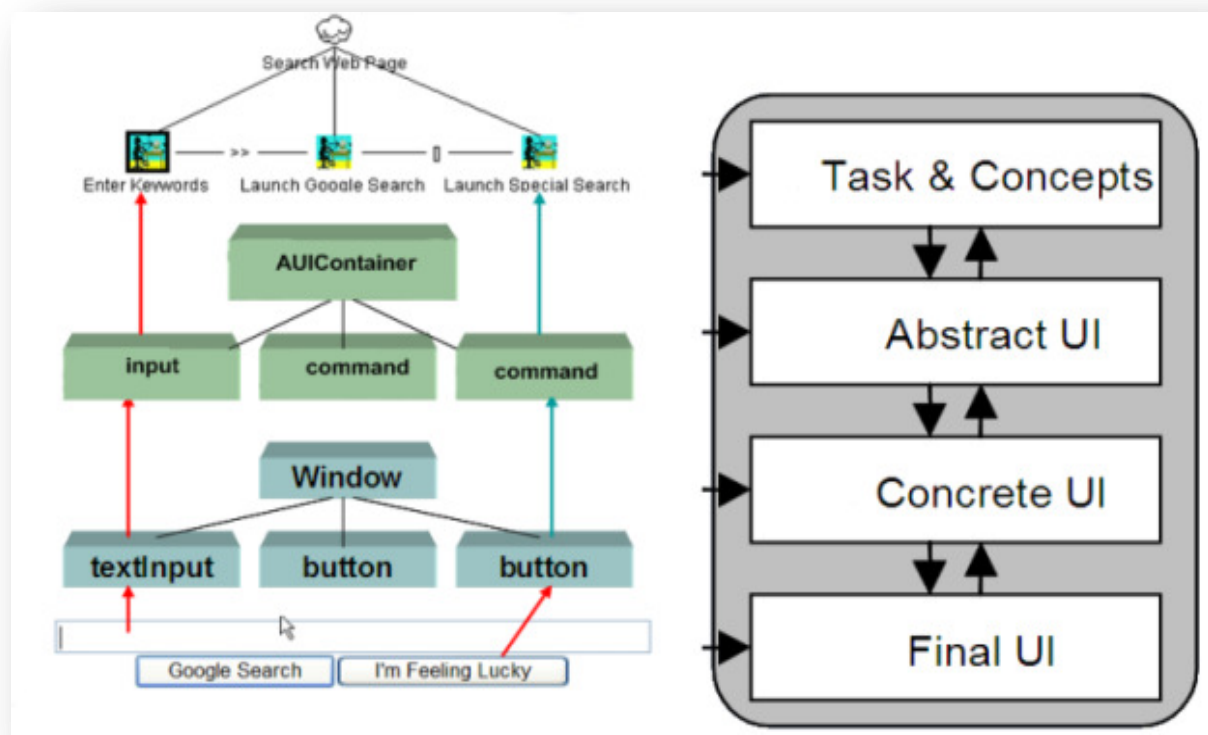 Search Web Page
>>
[]
Enter Keywords
Launch Google Search
Launch Special Search
AUIContainer
input
command
command
Window
textInput
button
button
Google Search
I'm Feeling Lucky
Task & Concepts
Abstract UI
Concrete UI
Final UI